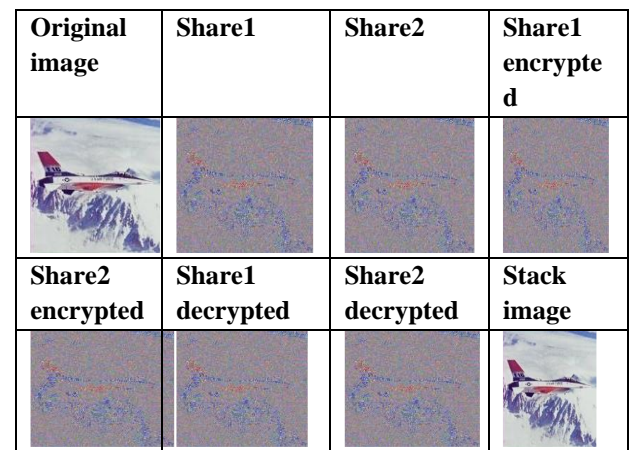 Original Share1 Share2 Share1
image encrypte
d
Share2 Share1 Share2 Stack
encrypted decrypted decrypted image